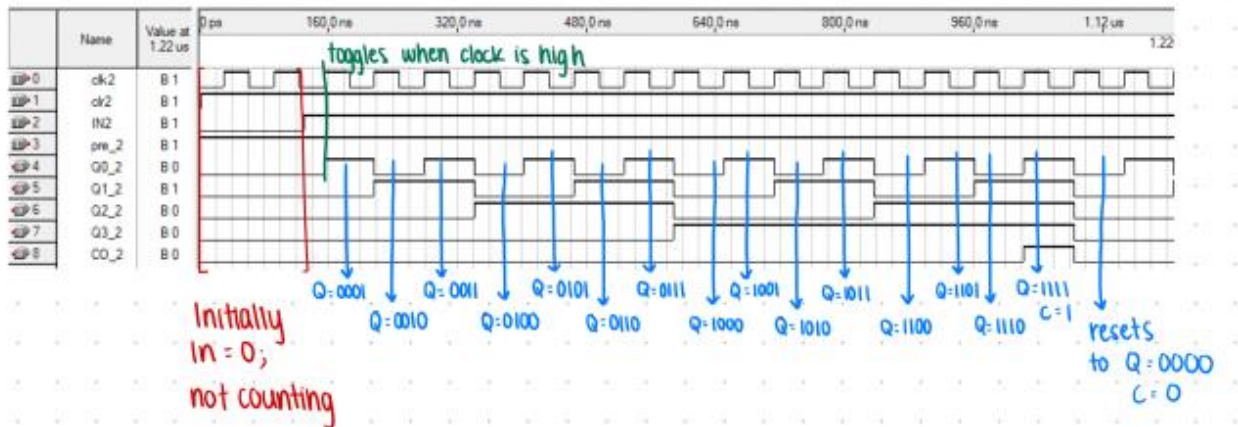 Name
Value at
1.22 us
0 ps
160.0 ns
320.0 ns
480.0 ns
640.0 ns
800.0 ns
960.0 ns
1.12 us
1.22
toggles when clock is high
0 clk2 B 1
1 clr2 B 1
2 IN2 B 1
3 pre_2 B 1
4 Q0_2 B 0
5 Q1_2 B 1
6 Q2_2 B 0
7 Q3_2 B 0
8 CO_2 B 0
Q=0001
Q=0011
Q=0101
Q=0111
Q=1001
Q=1011
Q=1101
Q=1111
C=1
Q=0010
Q=0100
Q=0110
Q=1000
Q=1010
Q=1100
Q=1110
Initially
In = 0;
not counting
resets
to Q=0000
C=0